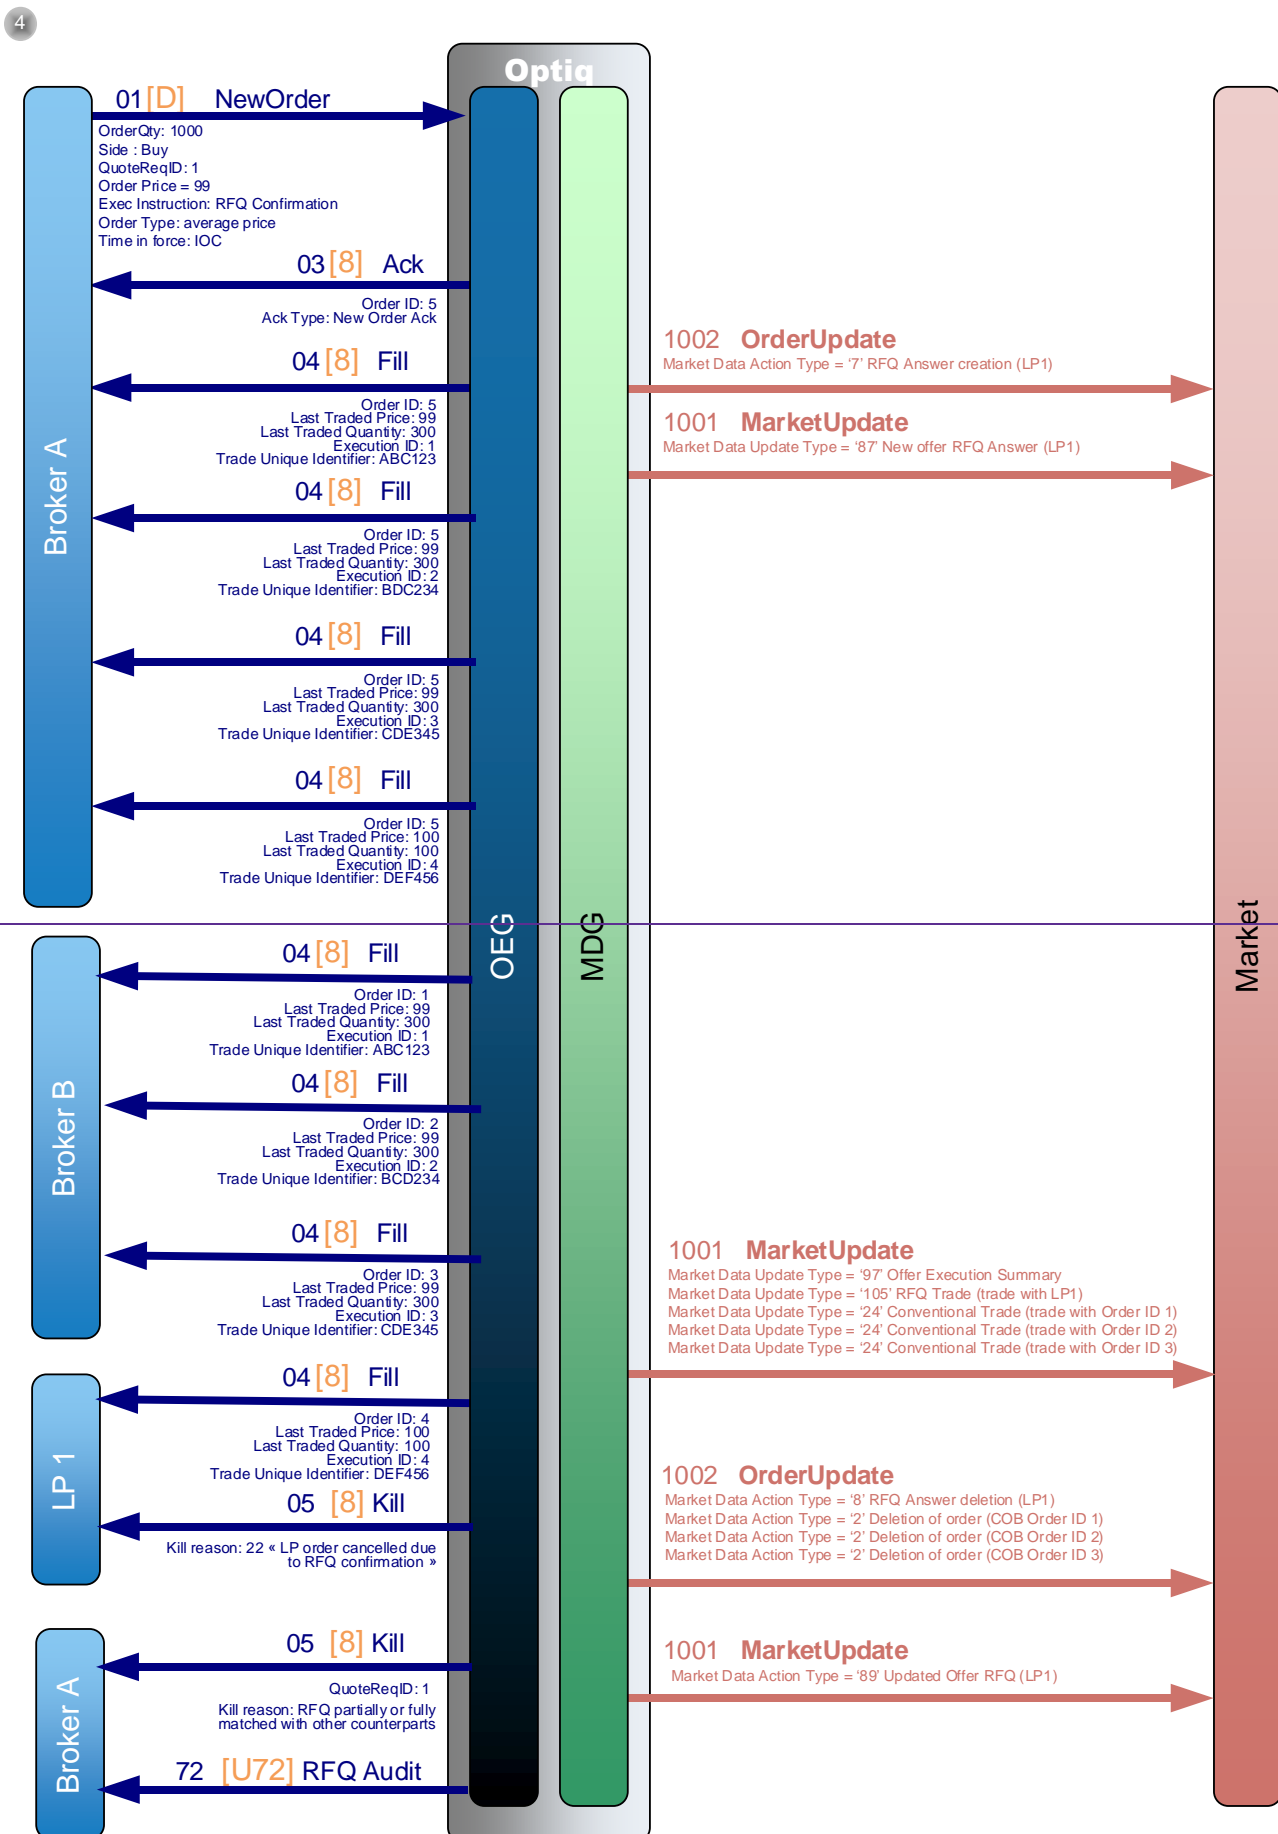 4
Optiq
01 [D] NewOrder
OrderQty: 1000
Side : Buy
QuoteReqID: 1
Order Price = 99
Exec Instruction: RFQ Confirmation
Order Type: average price
Time in force: IOC
03 [8] Ack
Order ID: 5
Ack Type: New Order Ack
04 [8] Fill
Order ID: 5
Last Traded Price: 99
Last Traded Quantity: 300
Execution ID: 1
Trade Unique Identifier: ABC123
04 [8] Fill
Order ID: 5
Last Traded Price: 99
Last Traded Quantity: 300
Execution ID: 2
Trade Unique Identifier: BDC234
04 [8] Fill
Order ID: 5
Last Traded Price: 99
Last Traded Quantity: 300
Execution ID: 3
Trade Unique Identifier: CDE345
04 [8] Fill
Order ID: 5
Last Traded Price: 100
Last Traded Quantity: 100
Execution ID: 4
Trade Unique Identifier: DEF456
Broker A
1002 OrderUpdate
Market Data Action Type = ‘7’ RFQ Answer creation (LP1)
1001 MarketUpdate
Market Data Update Type = ‘87’ New offer RFQ Answer (LP1)
OEG
MDG
Market
04 [8] Fill
Order ID: 1
Last Traded Price: 99
Last Traded Quantity: 300
Execution ID: 1
Trade Unique Identifier: ABC123
04 [8] Fill
Order ID: 2
Last Traded Price: 99
Last Traded Quantity: 300
Execution ID: 2
Trade Unique Identifier: BCD234
04 [8] Fill
Order ID: 3
Last Traded Price: 99
Last Traded Quantity: 300
Execution ID: 3
Trade Unique Identifier: CDE345
Broker B
1001 MarketUpdate
Market Data Update Type = ‘97’ Offer Execution Summary
Market Data Update Type = ‘105’ RFQ Trade (trade with LP1)
Market Data Update Type = ‘24’ Conventional Trade (trade with Order ID 1)
Market Data Update Type = ‘24’ Conventional Trade (trade with Order ID 2)
Market Data Update Type = ‘24’ Conventional Trade (trade with Order ID 3)
04 [8] Fill
Order ID: 4
Last Traded Price: 100
Last Traded Quantity: 100
Execution ID: 4
Trade Unique Identifier: DEF456
05 [8] Kill
Kill reason: 22 « LP order cancelled due
to RFQ confirmation »
LP 1
1002 OrderUpdate
Market Data Action Type = ‘8’ RFQ Answer deletion (LP1)
Market Data Action Type = ‘2’ Deletion of order (COB Order ID 1)
Market Data Action Type = ‘2’ Deletion of order (COB Order ID 2)
Market Data Action Type = ‘2’ Deletion of order (COB Order ID 3)
05 [8] Kill
QuoteReqID: 1
Kill reason: RFQ partially or fully
matched with other counterparts
72 [U72] RFQ Audit
Broker A
1001 MarketUpdate
Market Data Action Type = ‘89’ Updated Offer RFQ (LP1)